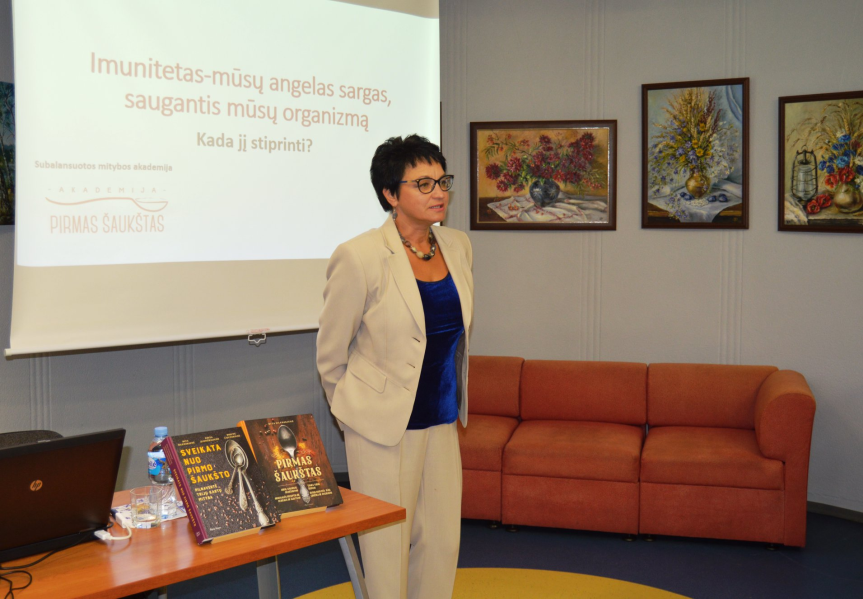 Imunitetas-mūsų angelas sargas,
saugantis mūsų organizmą
Kada jį stiprinti?
Subalansuotos mitybos akademija
AKADEMIJA
PIRMAS ŠAUKŠTAS
SVEIKATA
NUO
PIRMO
ŠAUKŠTO
PIRMAS
ŠAUKŠTAS
hp